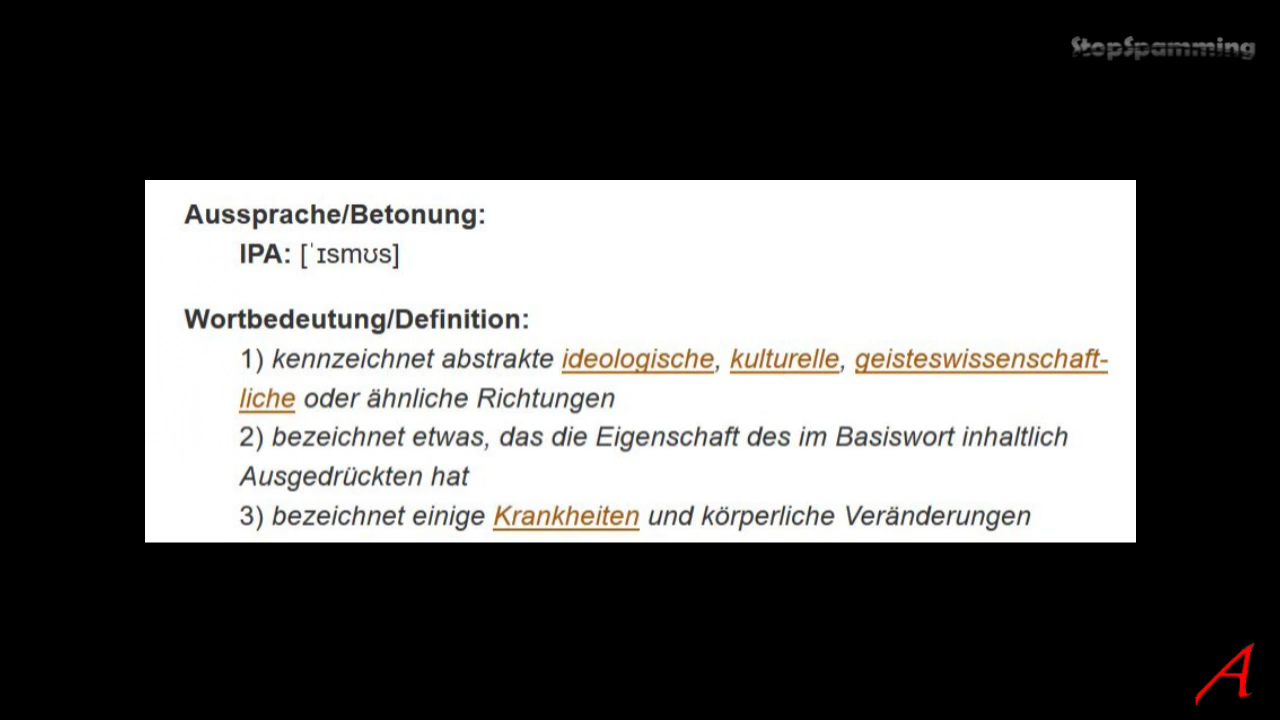 StopSpamming
Aussprache/Betonung:
IPA: [ˈɪsmʊs]
Wortbedeutung/Definition:
1) kennzeichnet abstrakte ideologische, kulturelle, geisteswissenschaft-
liche oder ähnliche Richtungen
2) bezeichnet etwas, das die Eigenschaft des im Basiswort inhaltlich
Ausgedrückten hat
3) bezeichnet einige Krankheiten und körperliche Veränderungen
A